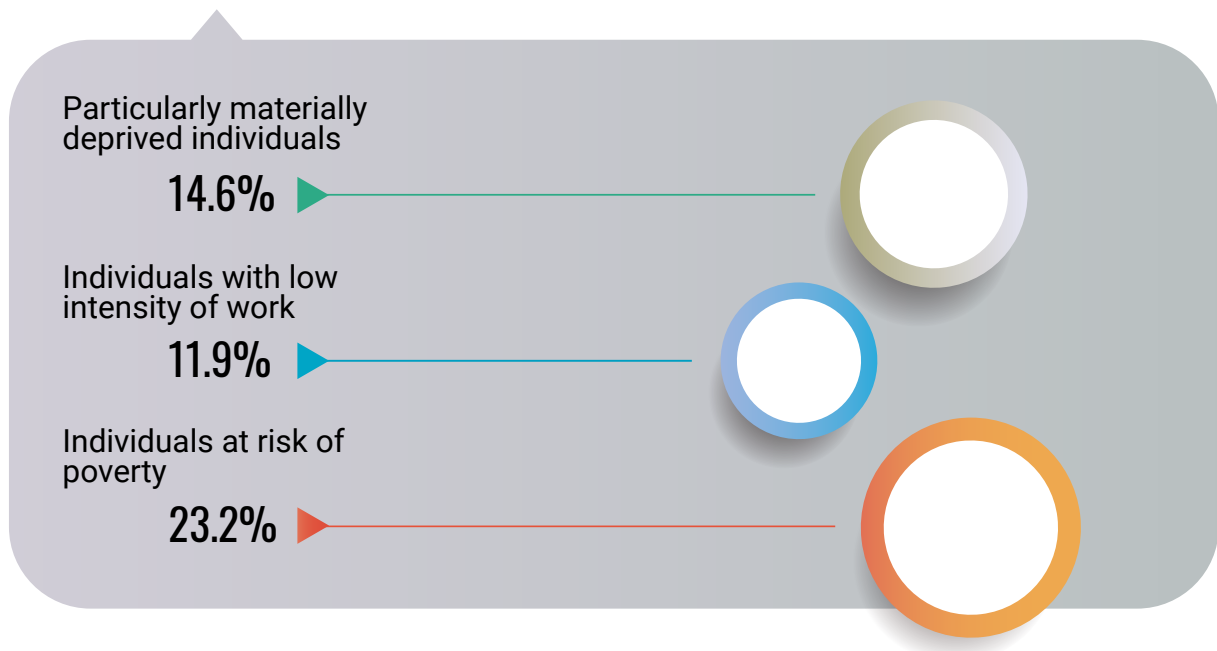 Particularly materially
deprived individuals
14.6%
Individuals with low
intensity of work
11.9%
Individuals at risk of
poverty
23.2%